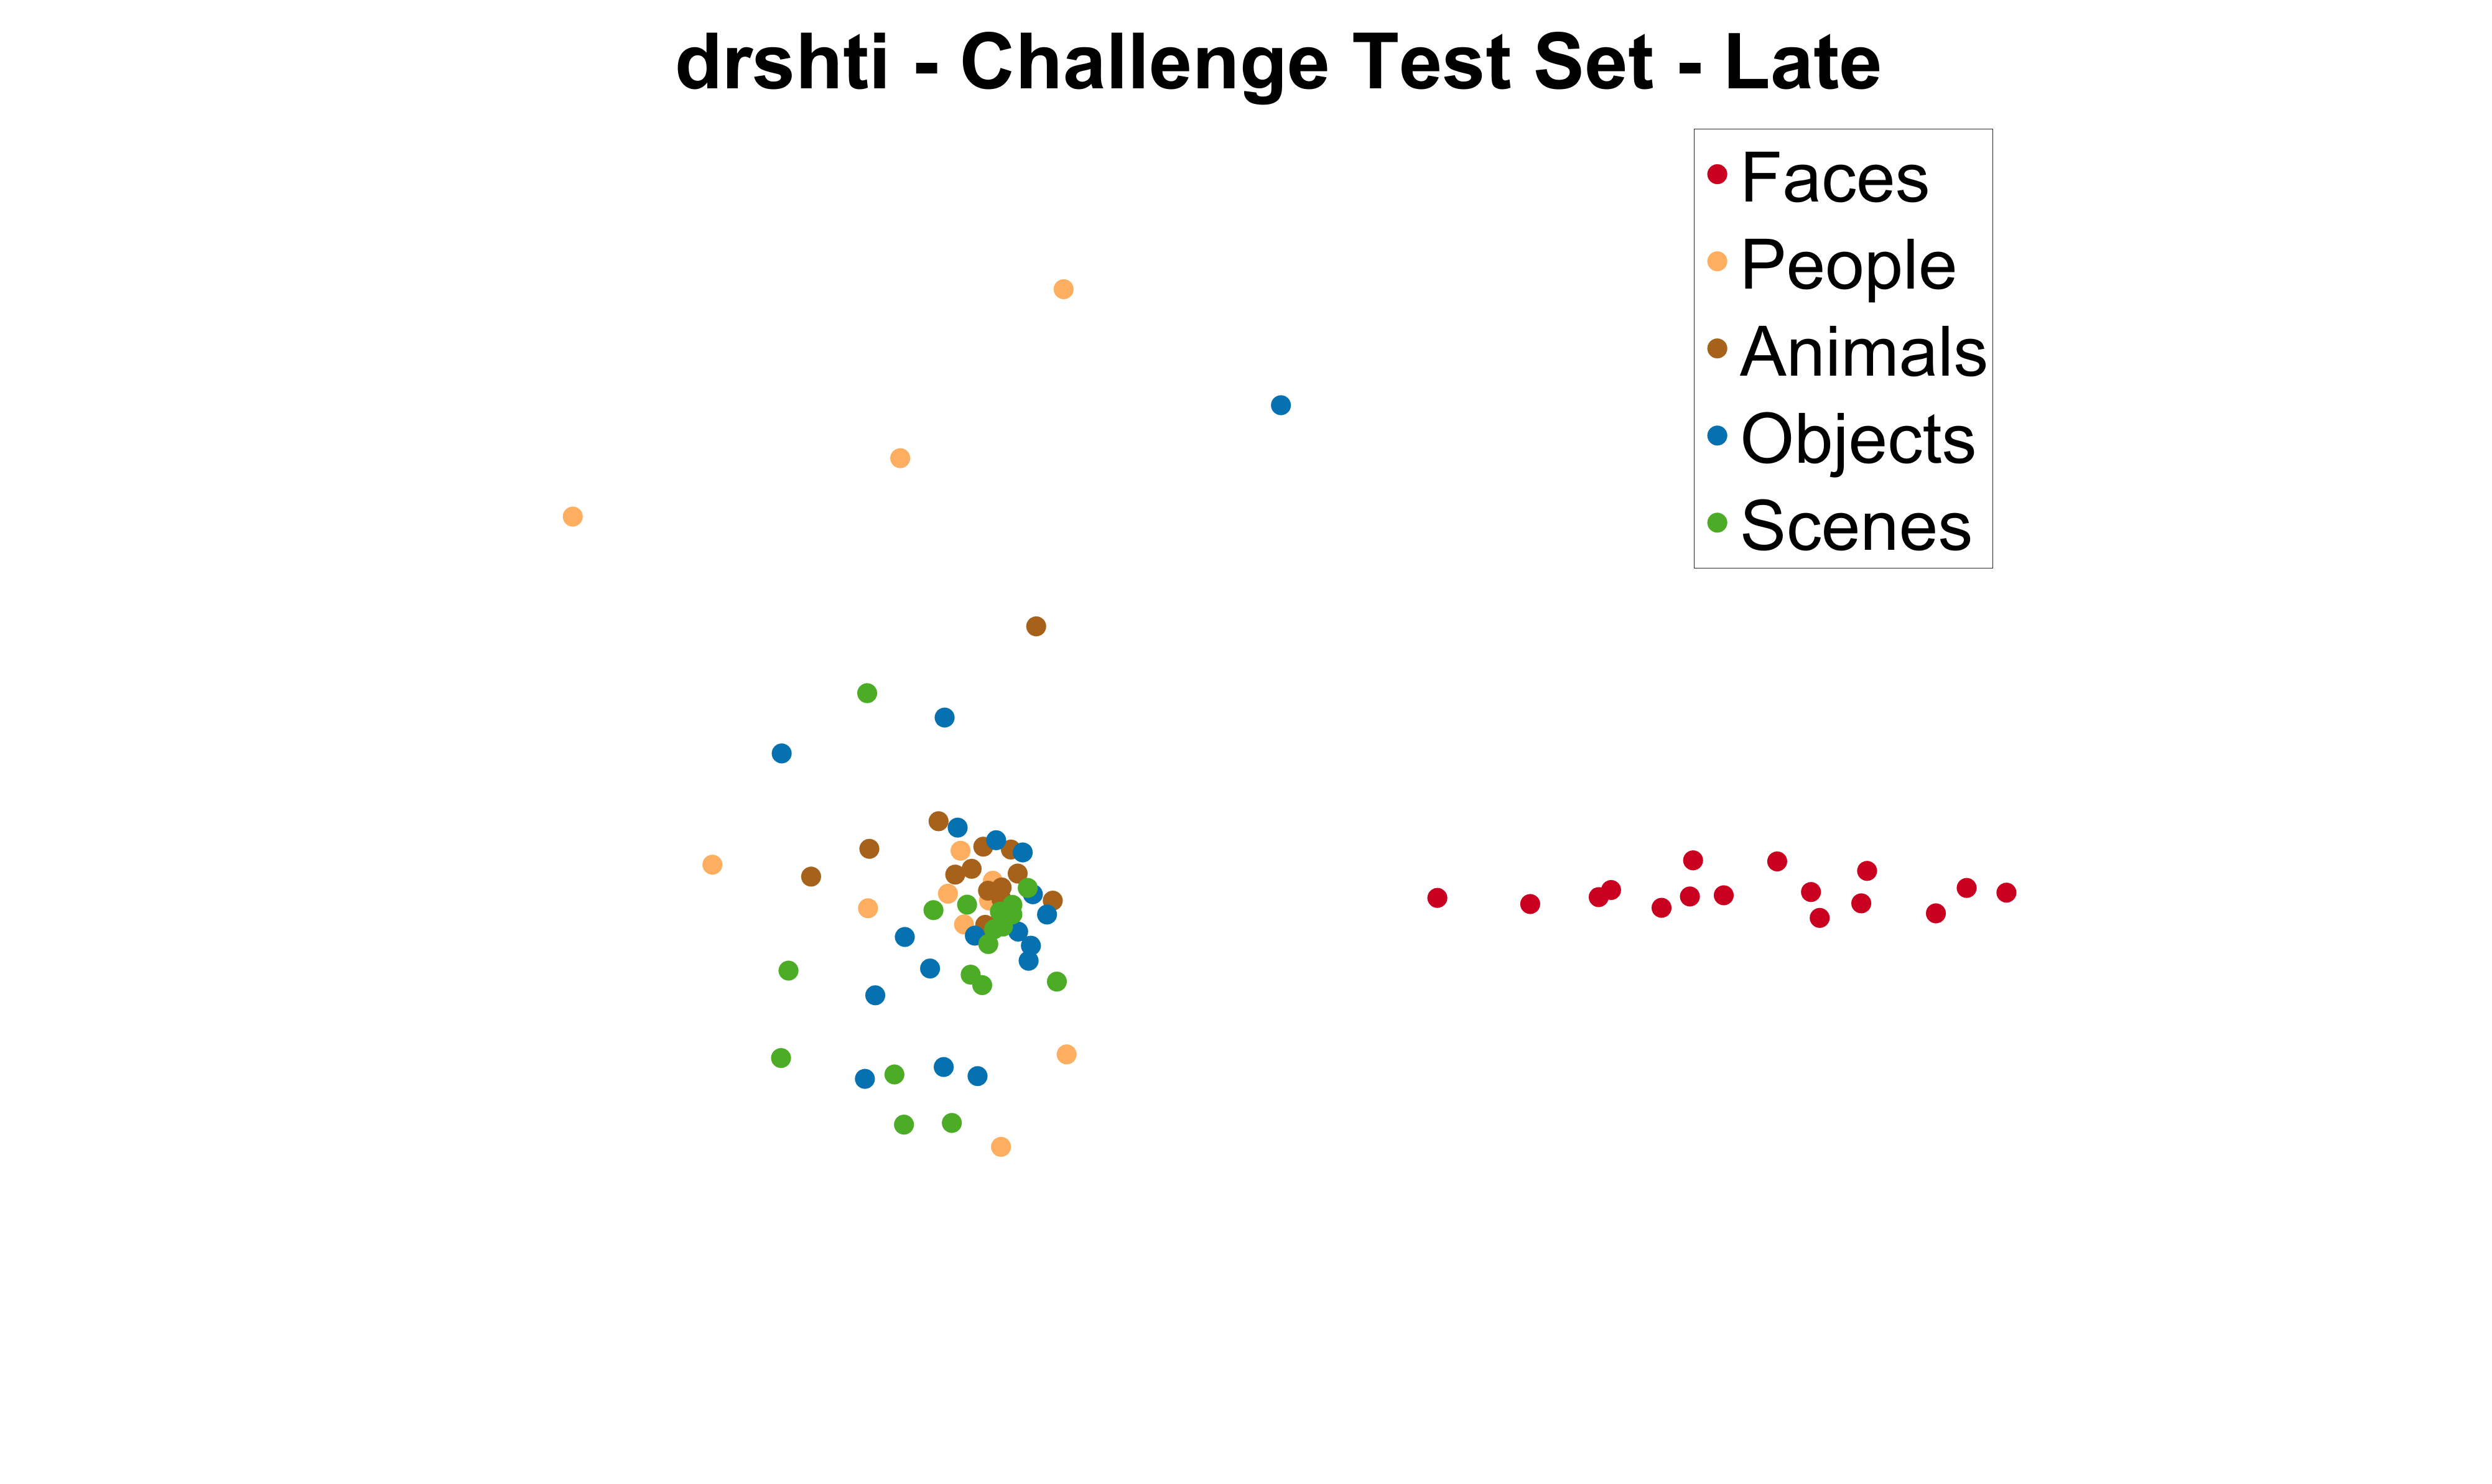 drshti - Challenge Test Set - Late
Faces
People
Animals
Objects
Scenes